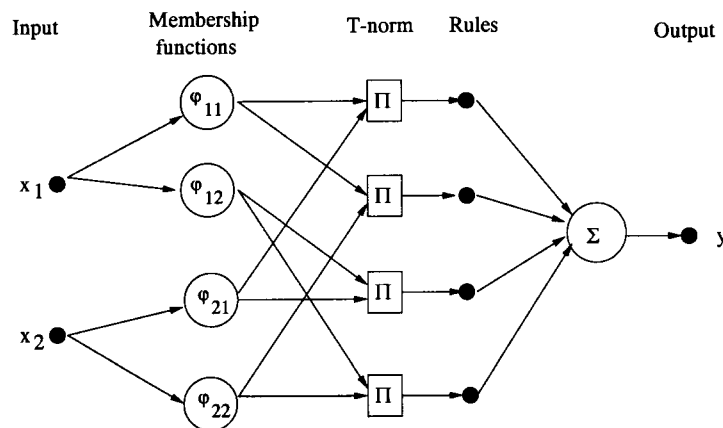 Input
Membership functions
T-norm
Rules
Output
φ11
φ12
φ21
φ22
x1
x2
Π
Π
Π
Π
Σ
y